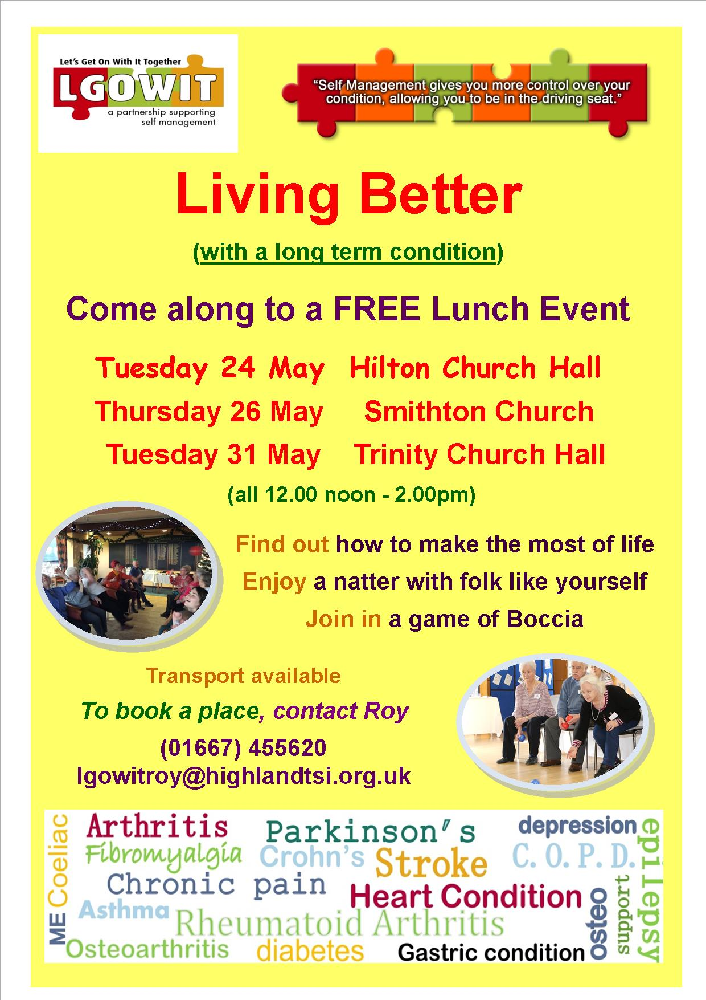 Let's Get On With It Together
LGOWIT
a partnership supporting
self management
“Self Management gives you more control over your
condition, allowing you to be in the driving seat.”
Living Better
(with a long term condition)
Come along to a FREE Lunch Event
Tuesday 24 May Hilton Church Hall
Thursday 26 May Smithton Church
Tuesday 31 May Trinity Church Hall
(all 12.00 noon - 2.00pm)
Find out how to make the most of life
Enjoy a natter with folk like yourself
Join in a game of Boccia
Transport available
To book a place, contact Roy
(01667) 455620
lgowitroy@highlandtsi.org.uk
ME
Coeliac
Arthritis
Parkinson's
depression
epilepsy
Fibromyalgia
Crohn's
Stroke
C.O.P.D.
Chronic pain
Heart Condition
osteo
support
Asthma
Rheumatoid Arthritis
Osteoarthritis
diabetes
Gastric condition